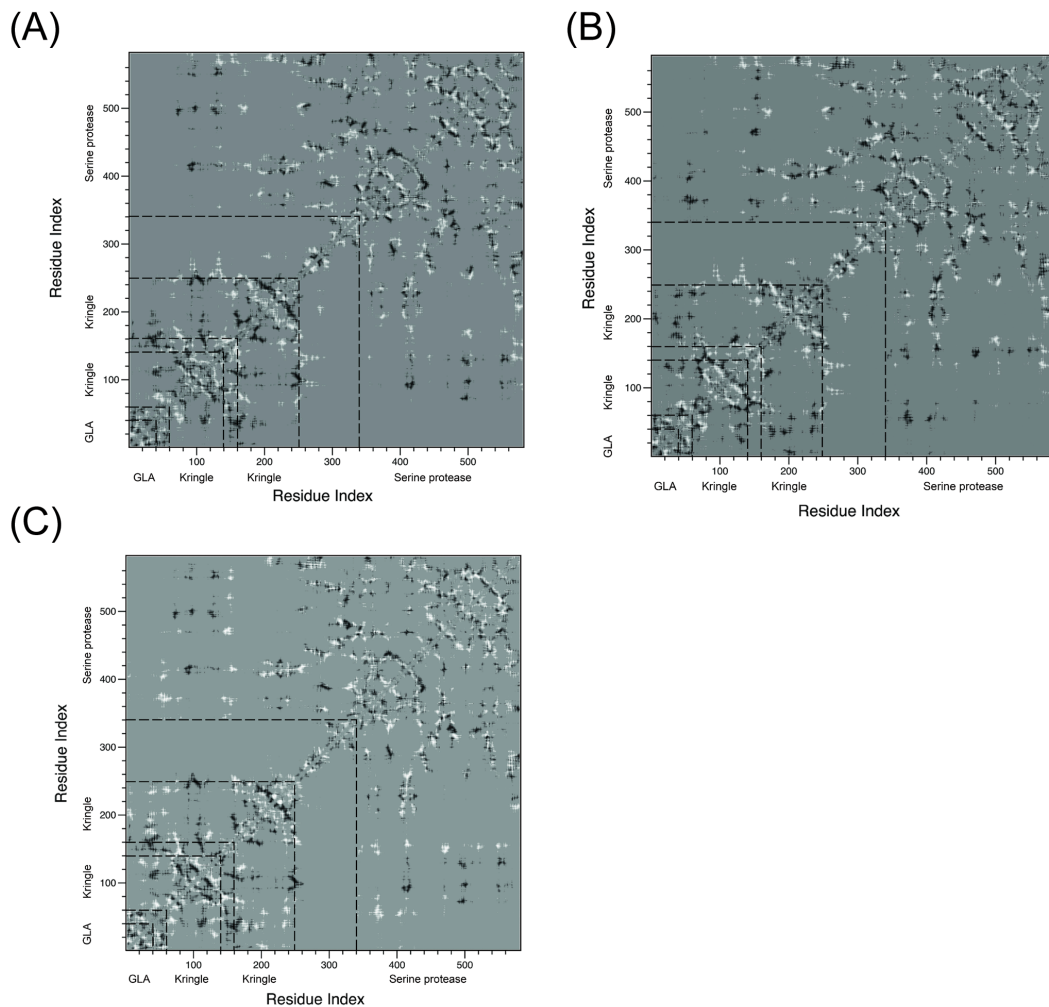 (A)
Residue Index
Serine protease
Kringle
Kringle
GLA
500
400
300
200
100
100 200 300 400 500
GLA Kringle Kringle Serine protease
Residue Index
(B)
Residue Index
Serine protease
Kringle
Kringle
GLA
500
400
300
200
100
100 200 300 400 500
GLA Kringle Kringle Serine protease
Residue Index
(C)
Residue Index
Serine protease
Kringle
Kringle
GLA
500
400
300
200
100
100 200 300 400 500
GLA Kringle Kringle Serine protease
Residue Index